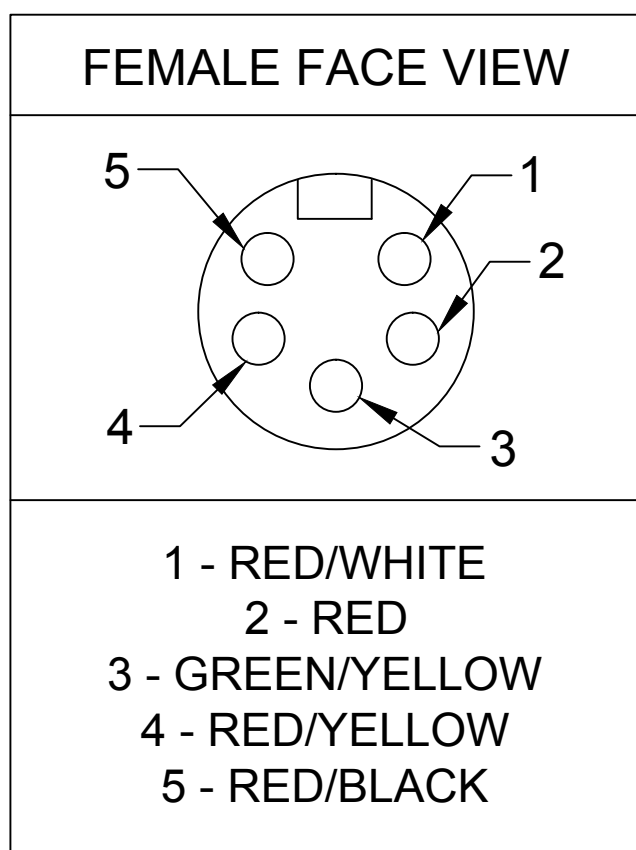 FEMALE FACE VIEW
5
1
2
4
3
1 - RED/WHITE
2 - RED
3 - GREEN/YELLOW
4 - RED/YELLOW
5 - RED/BLACK